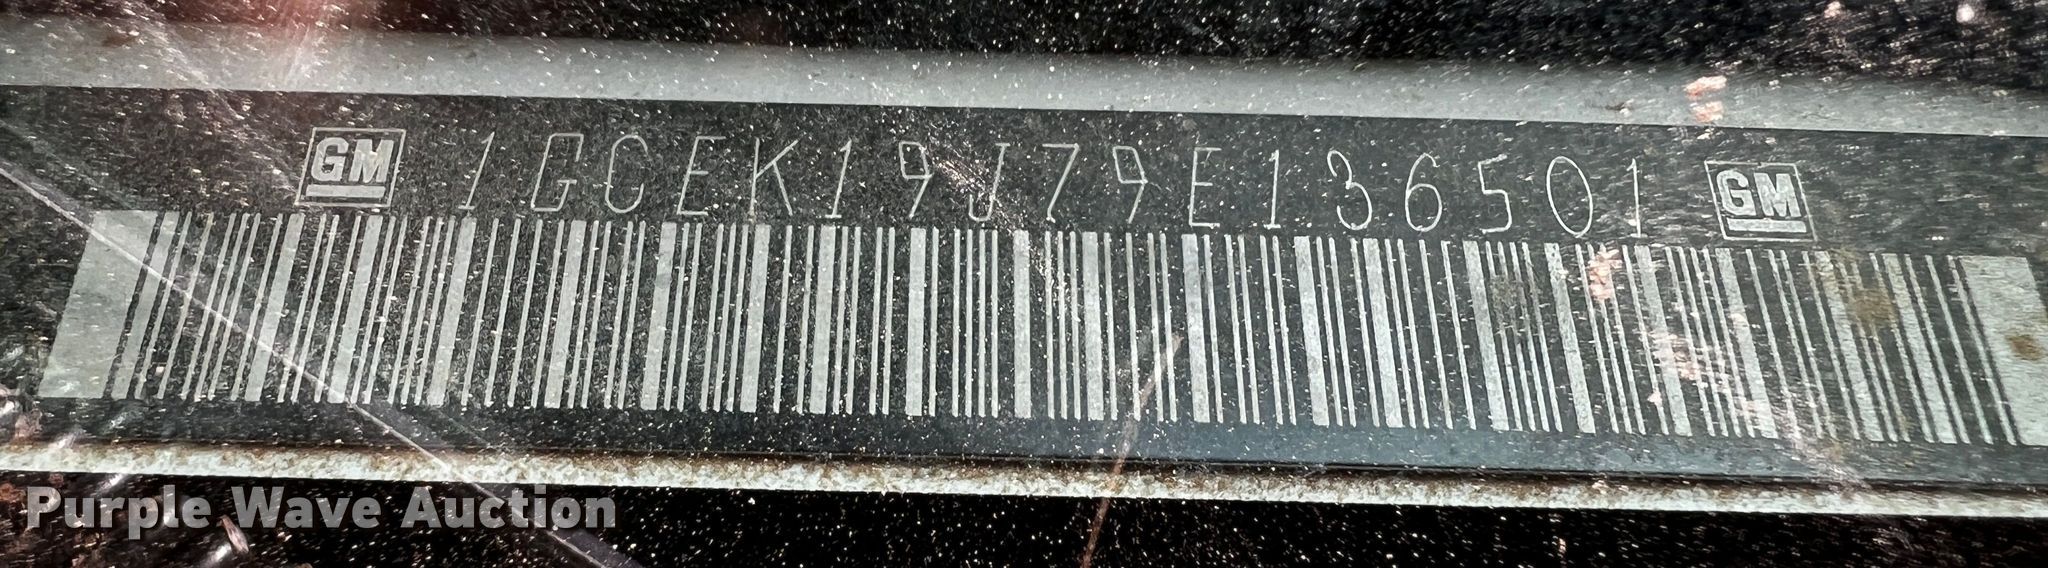 GM 1GCEK19J79E136501 GM
Purple Wave Auction